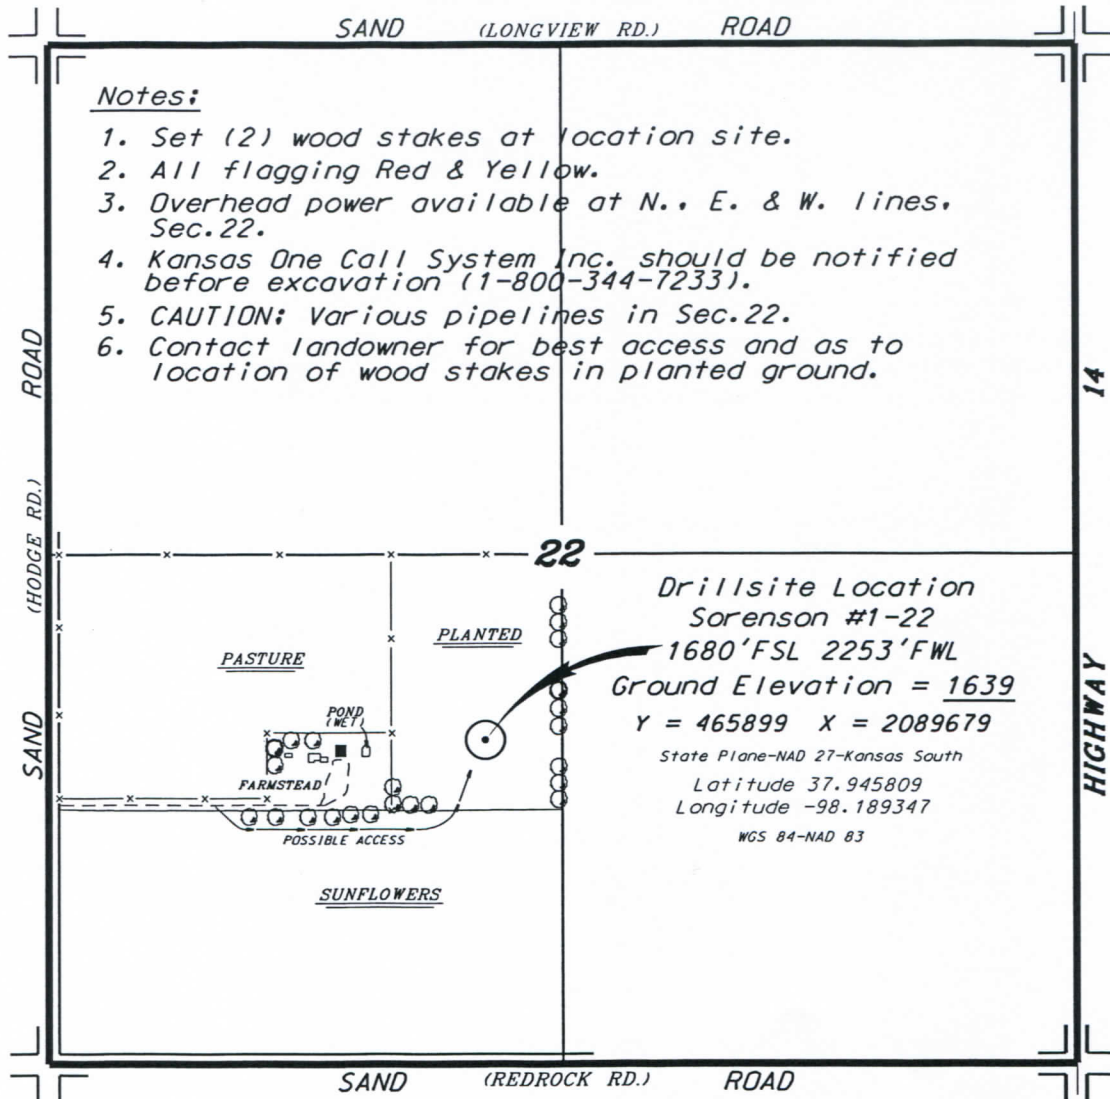 SAND (LONGVIEW RD.) ROAD
Notes:
1. Set (2) wood stakes at location site.
2. All flagging Red & Yellow.
3. Overhead power available at N., E. & W. lines,
Sec.22.
4. Kansas One Call System Inc. should be notified
before excavation (1-800-344-7233).
5. CAUTION: Various pipelines in Sec.22.
6. Contact landowner for best access and as to
location of wood stakes in planted ground.
SAND (HODGE RD.) ROAD
HIGHWAY 14
22
Drillsite Location
Sorenson #1-22
1680'FSL 2253'FWL
Ground Elevation = 1639
Y = 465899 X = 2089679
State Plane-NAD 27-Kansas South
Latitude 37.945809
Longitude -98.189347
WGS 84-NAD 83
PLANTED
PASTURE
POND
(WET)
FARMSTEAD
POSSIBLE ACCESS
SUNFLOWERS
SAND (REDROCK RD.) ROAD